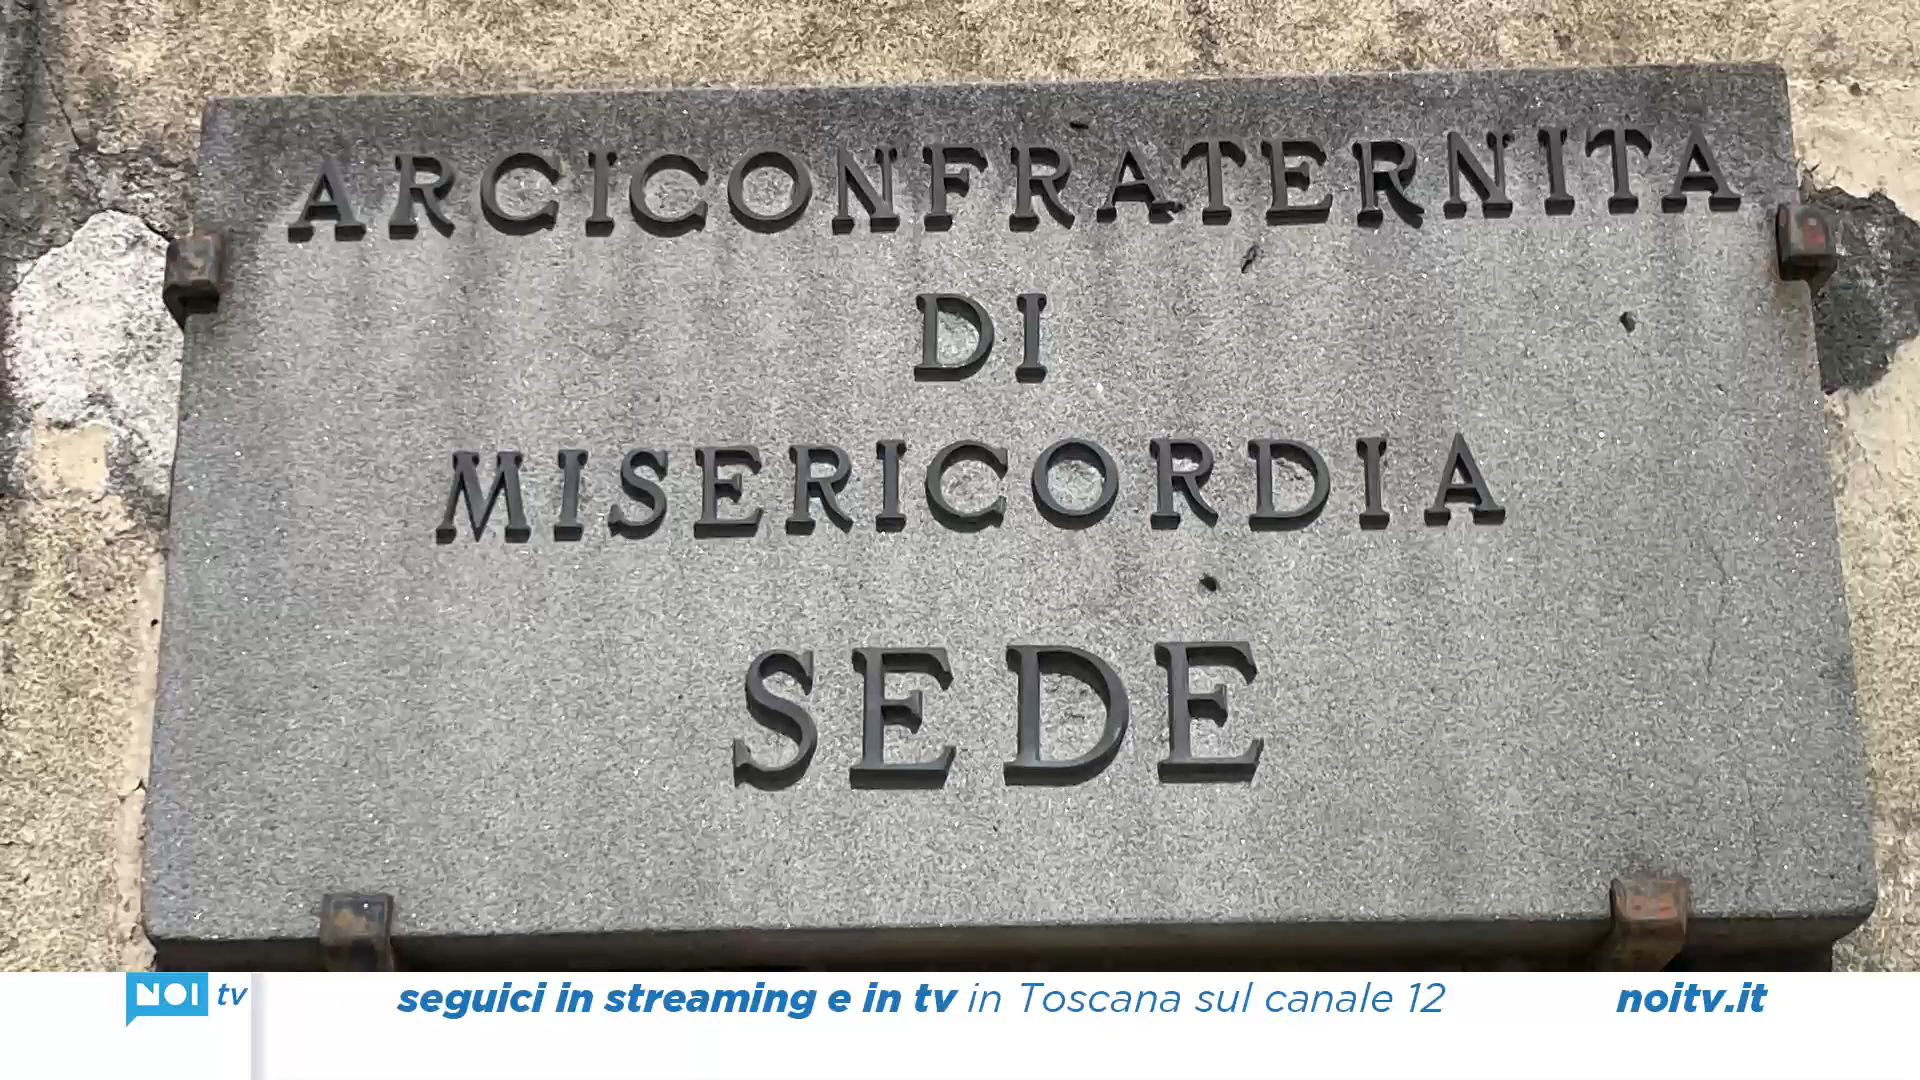 ARCICONFRATERNITA
DI
MISERICORDIA
SEDE
NOI tv
seguici in streaming e in tv in Toscana sul canale 12
noitv.it